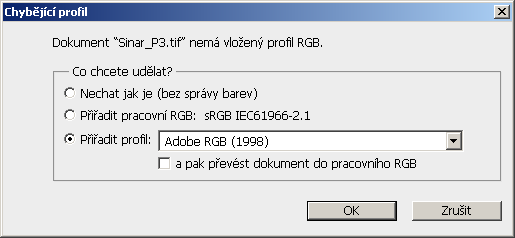 Chybějící profil
Dokument "Sinar_P3.tif" nemá vložený profil RGB.
Co chcete udělat?
Nechat jak je (bez správy barev)
Přiřadit pracovní RGB: sRGB IEC61966-2.1
Přiřadit profil: Adobe RGB (1998)
a pak převést dokument do pracovního RGB
OK Zrušit